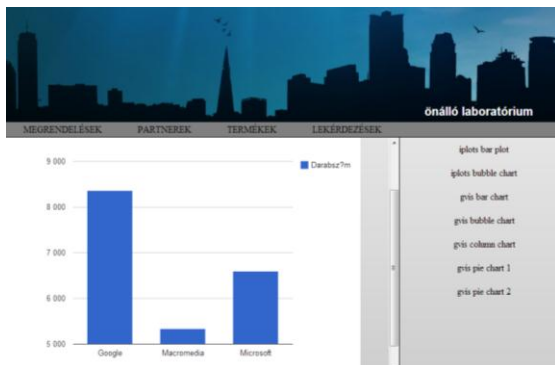 önálló laboratórium
MEGRENDELÉSEK PARTNEREK TERMÉKEK LEKÉRDEZÉSEK
9 000
8 000
7 000
6 000
5 000
Google Macromedia Microsoft
Darabsz?m
iplots bar plot
iplots bubble chart
gvis bar chart
gvis bubble chart
gvis column chart
gvis pie chart 1
gvis pie chart 2